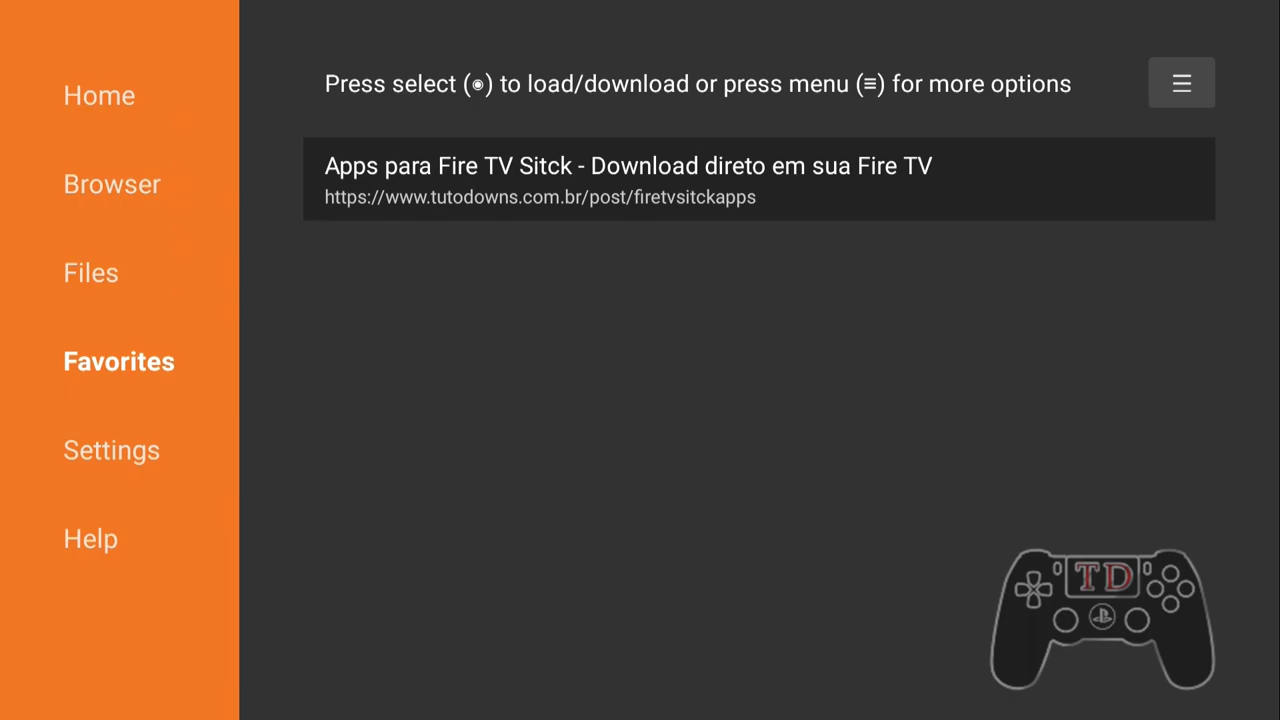 Home
Browser
Files
Favorites
Settings
Help
Press select (◉) to load/download or press menu (≡) for more options
☰
Apps para Fire TV Sitck - Download direto em sua Fire TV
https://www.tutodowns.com.br/post/firetvsitckapps
TD